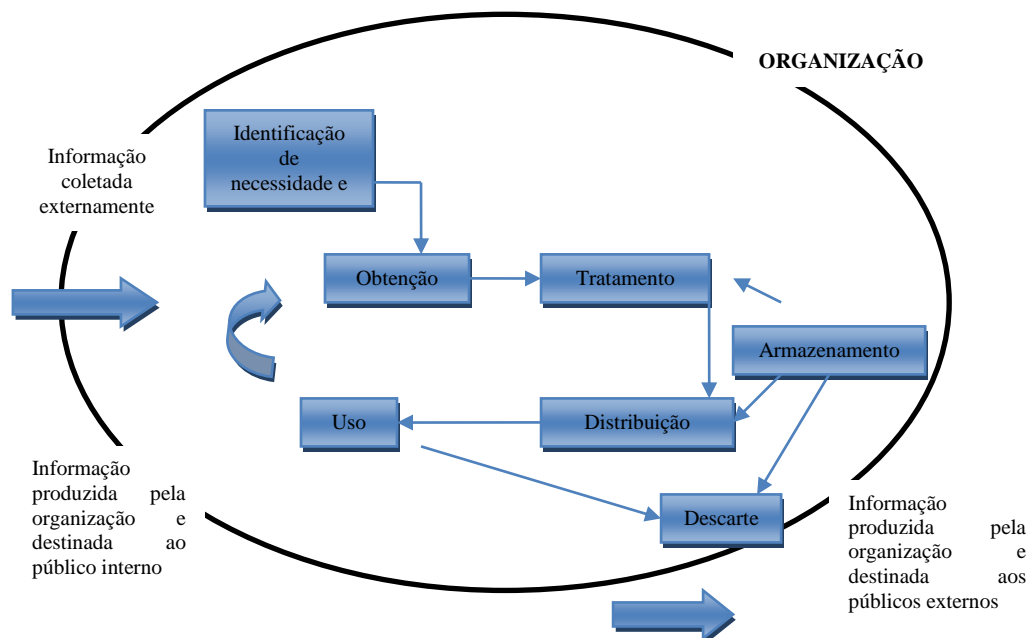 ORGANIZAÇÃO
Identificação
de
necessidade e
Informação
coletada
externamente
Obtenção
Tratamento
Armazenamento
Uso
Distribuição
Descarte
Informação
produzida pela
organização e
destinada ao
público interno
Informação
produzida pela
organização e
destinada aos
públicos externos